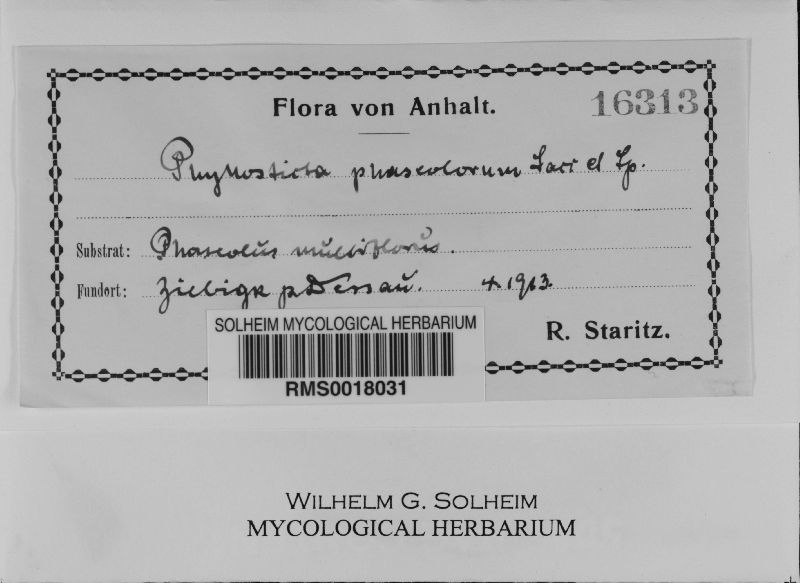 Flora von Anhalt.
16313
Phyllosticta phaseolorum Sacc et Sp.
Substrat: Phaseolus multiflorus.
Fundort: Ziebigk p Dessau. 4.1913.
R. Staritz.
SOLHEIM MYCOLOGICAL HERBARIUM
RMS0018031
WILHELM G. SOLHEIM
MYCOLOGICAL HERBARIUM